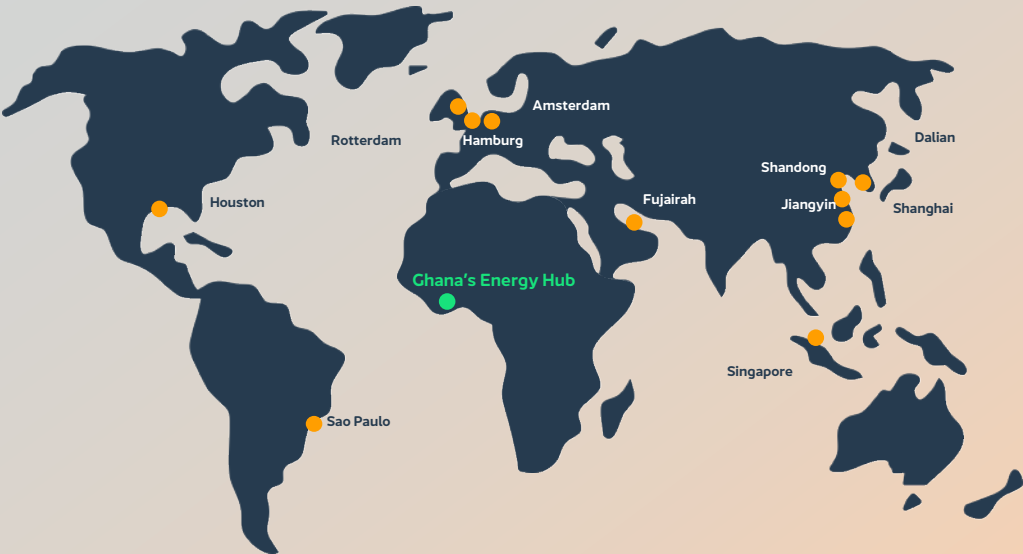 Amsterdam
Rotterdam
Hamburg
Dalian
Shandong
Houston
Fujairah
Jiangyin
Shanghai
Ghana's Energy Hub
Singapore
Sao Paulo